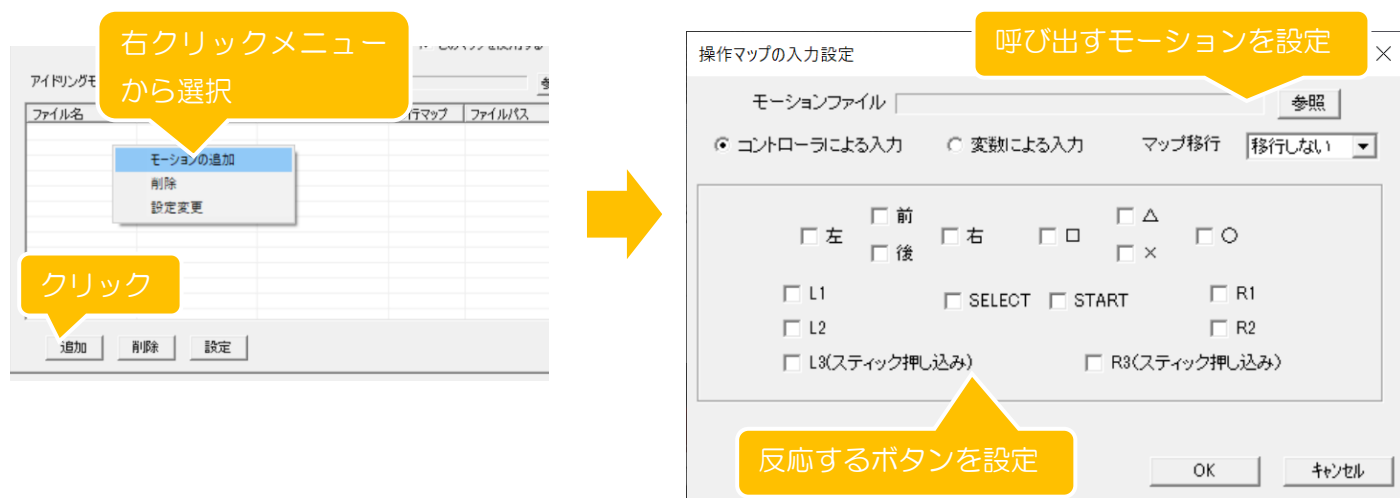 右クリックメニュー
から選択
アイドリングモ
ファイル名
行マップ
ファイルパス
モーションの追加
削除
設定変更
クリック
追加
削除
設定
操作マップの入力設定
呼び出すモーションを設定
モーションファイル
参照
コントローラによる入力
変数による入力
マップ移行
移行しない
前
左
後
右
□
△
×
○
L1
SELECT
START
R1
L2
R2
L3(スティック押し込み)
R3(スティック押し込み)
反応するボタンを設定
OK
キャンセル